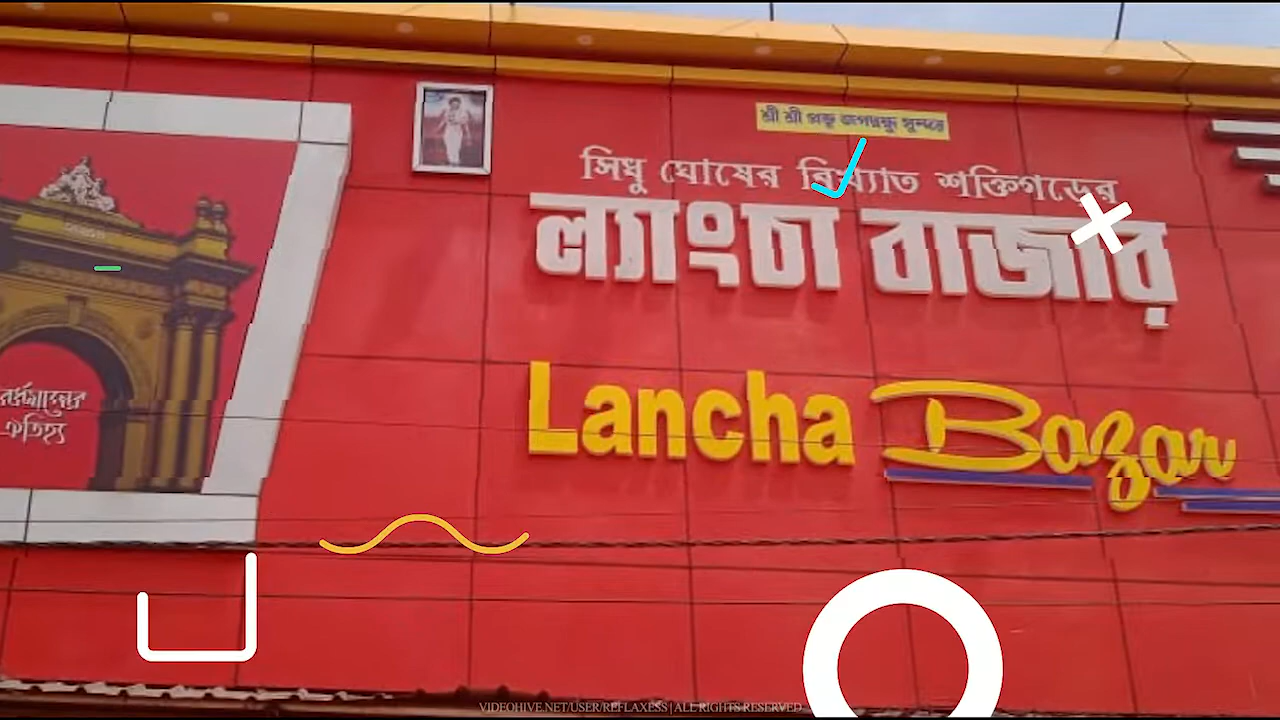 শ্রী শ্রী প্রভু জগদ্বন্ধু সুন্দর
সিধু ঘোষের বিখ্যাত শক্তিগড়ের
ল্যাংচা বাজার
Lancha Bazar
বর্ধমানের
ঐতিহ্য
VIDEOHIVE.NET/USER/REFLAXESS | ALL RIGHTS RESERVED